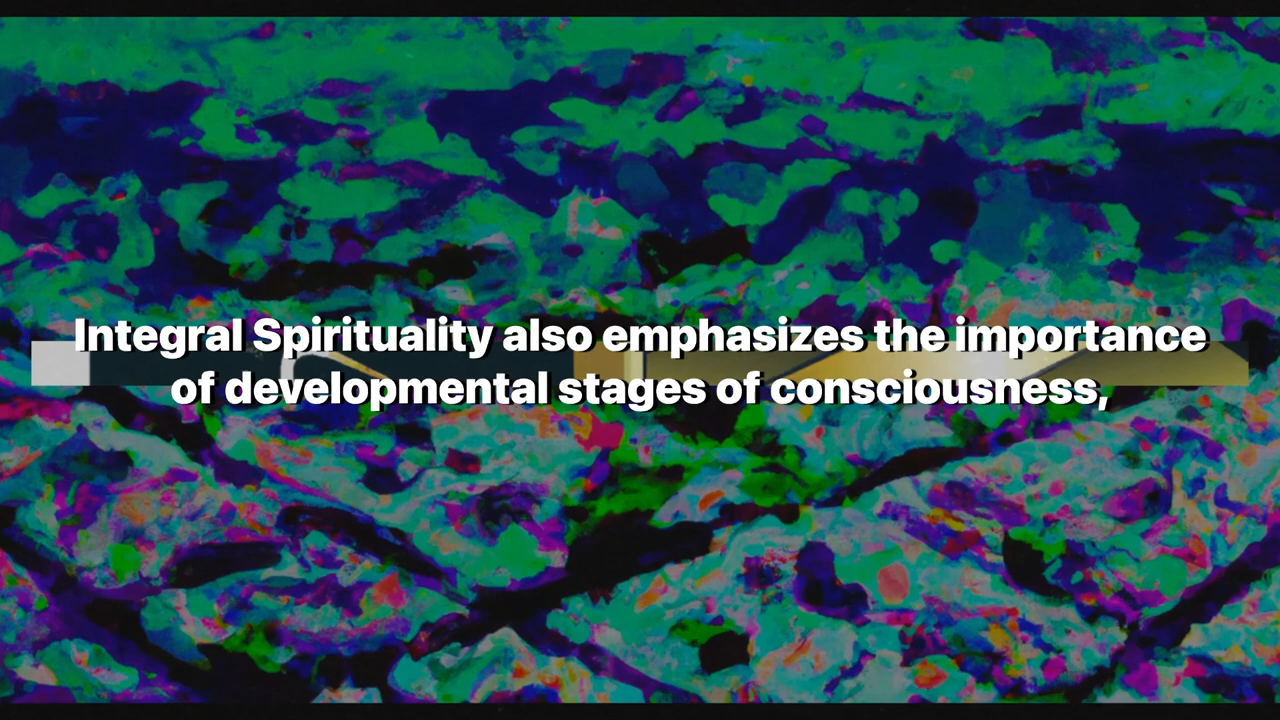 Integral Spirituality also emphasizes the importance
of developmental stages of consciousness,